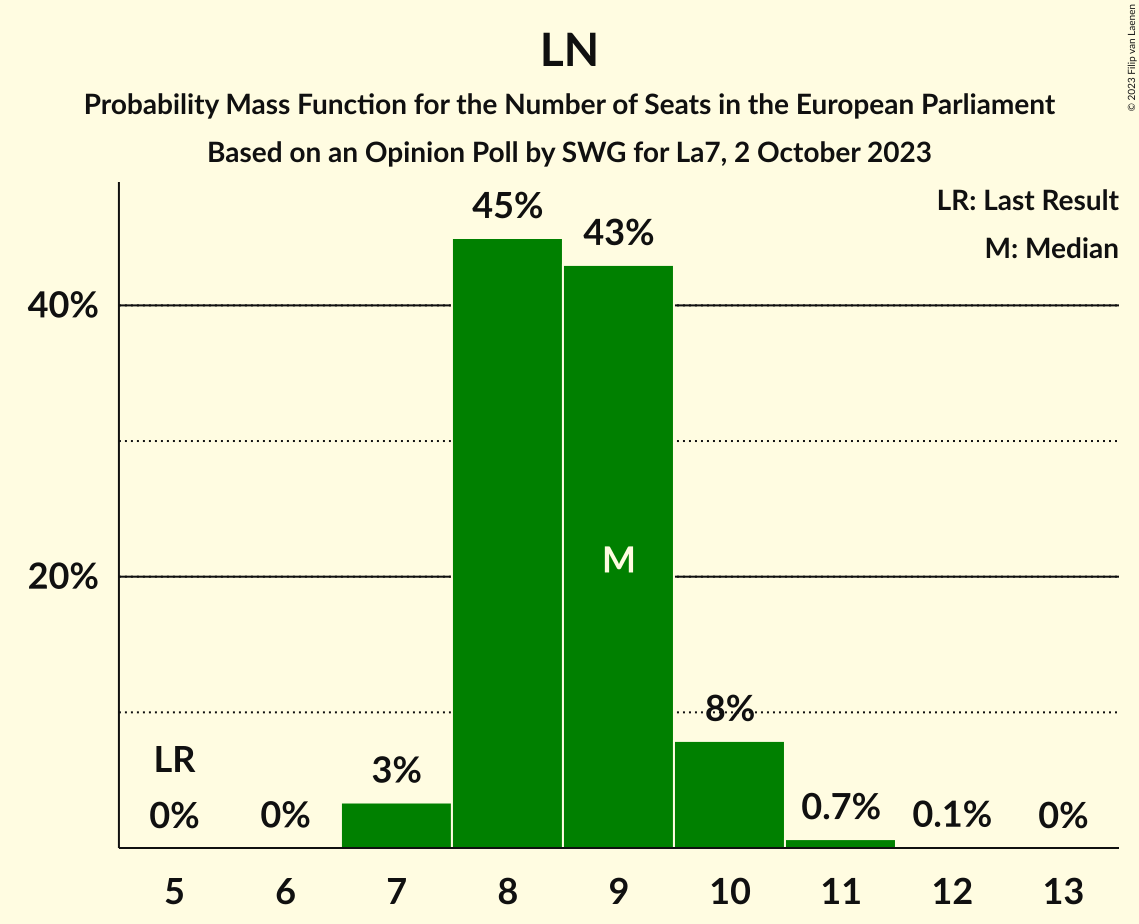 LN
Probability Mass Function for the Number of Seats in the European Parliament
Based on an Opinion Poll by SWG for La7, 2 October 2023
© 2023 Filip van Laenen
LR: Last Result
M: Median
45%
43%
40%
M
20%
8%
LR
3%
0%
0%
0.7%
0.1%
0%
5 6 7 8 9 10 11 12 13